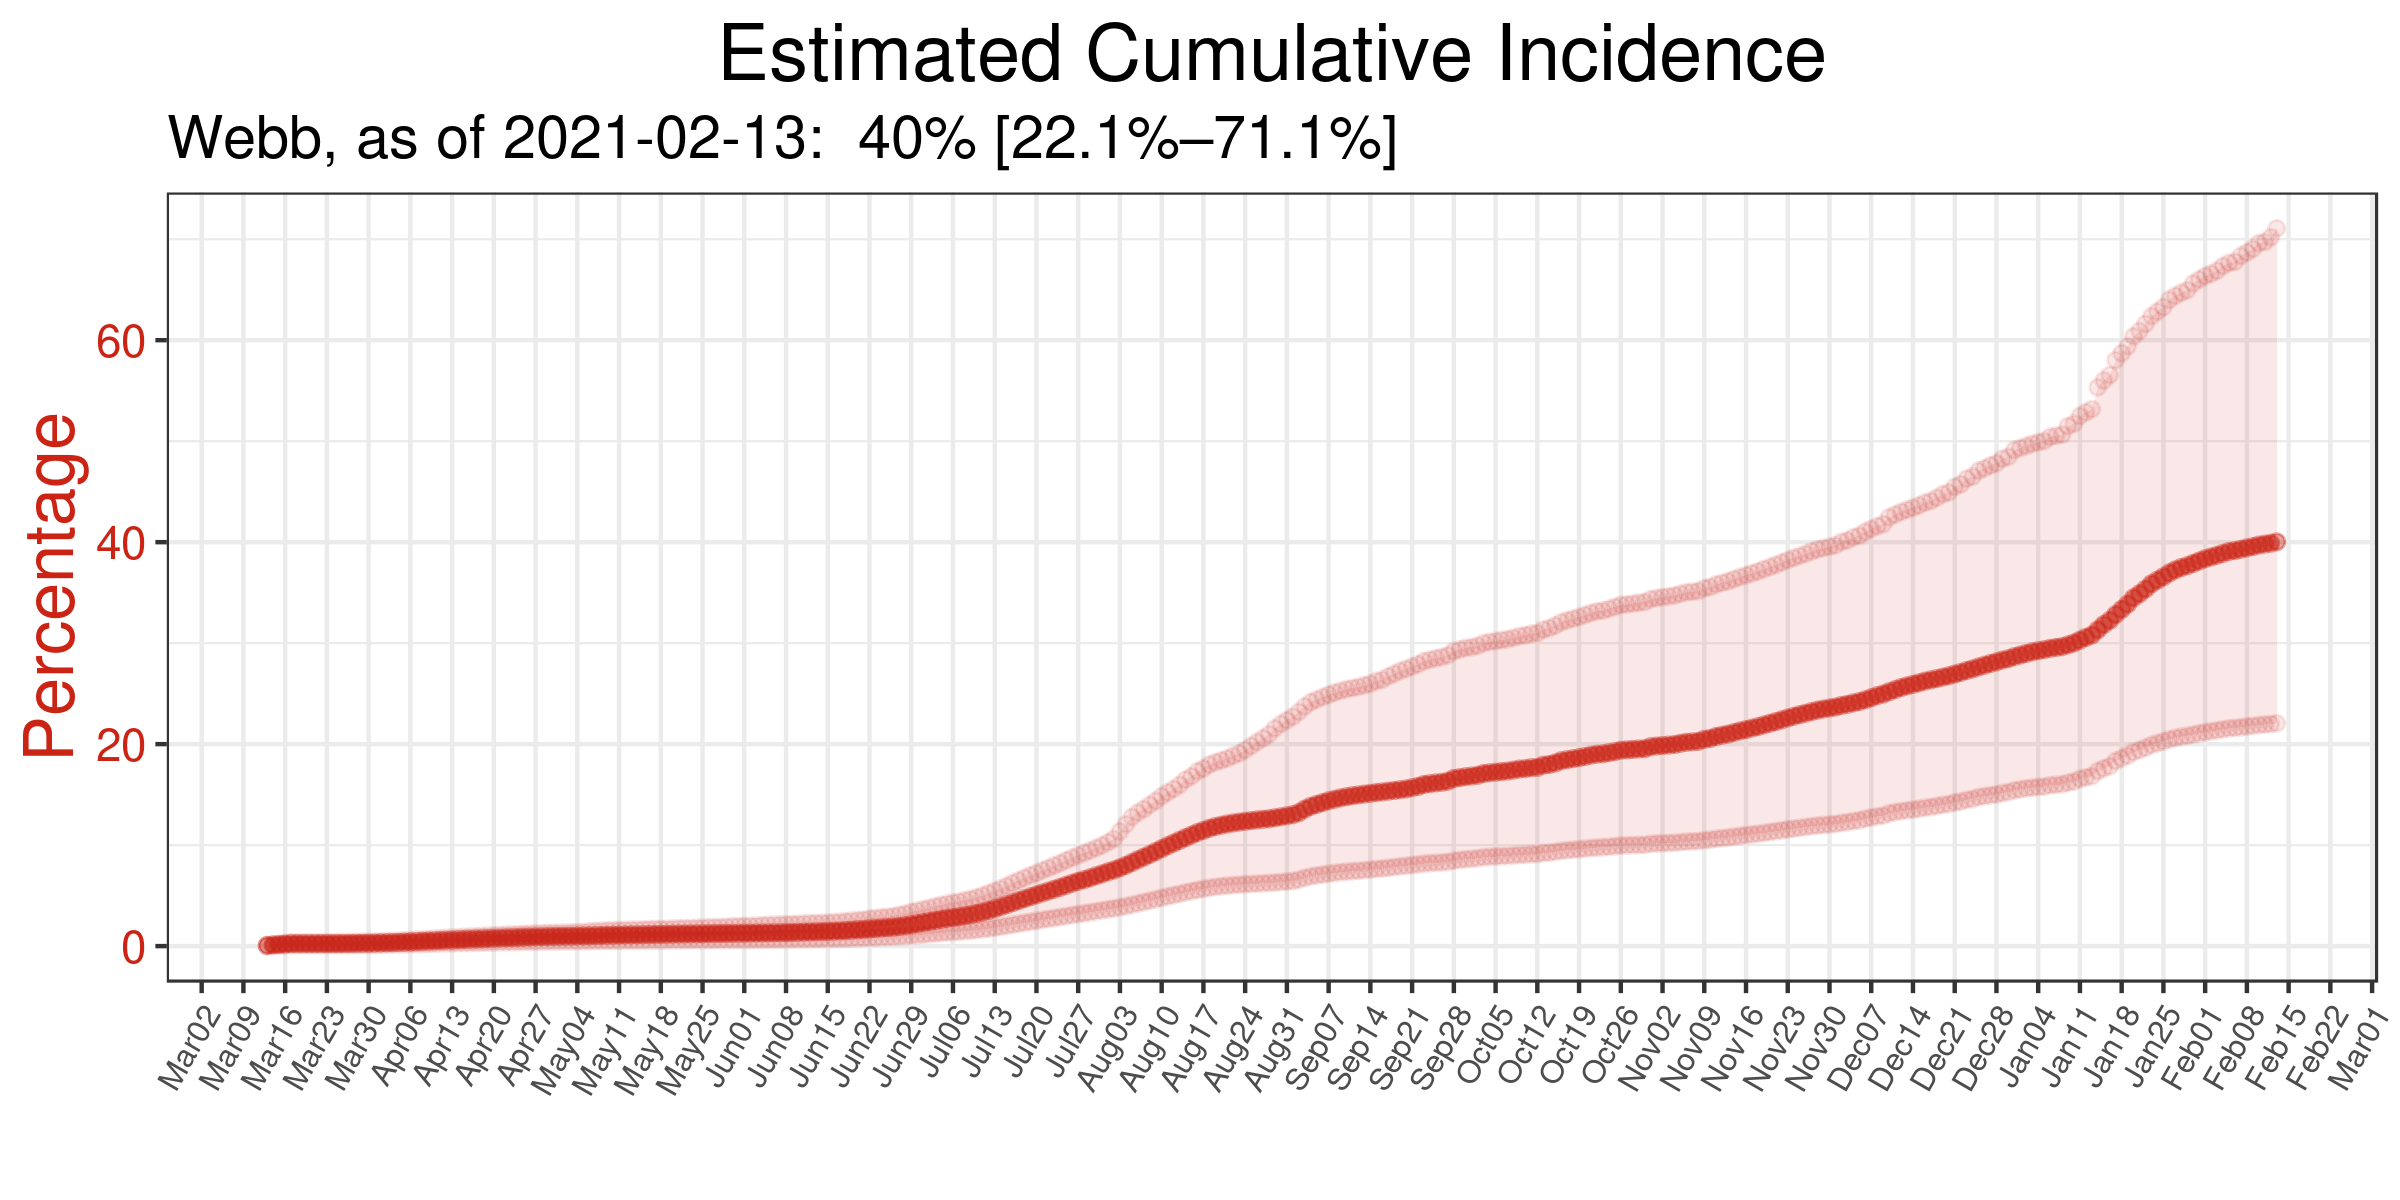 Estimated Cumulative Incidence
Webb, as of 2021-02-13:  40% [22.1%–71.1%]
Percentage
60
40
20
0
Mar02
Mar09
Mar16
Mar23
Mar30
Apr06
Apr13
Apr20
Apr27
May04
May11
May18
May25
Jun01
Jun08
Jun15
Jun22
Jun29
Jul06
Jul13
Jul20
Jul27
Aug03
Aug10
Aug17
Aug24
Aug31
Sep07
Sep14
Sep21
Sep28
Oct05
Oct12
Oct19
Oct26
Nov02
Nov09
Nov16
Nov23
Nov30
Dec07
Dec14
Dec21
Dec28
Jan04
Jan11
Jan18
Jan25
Feb01
Feb08
Feb15
Feb22
Mar01